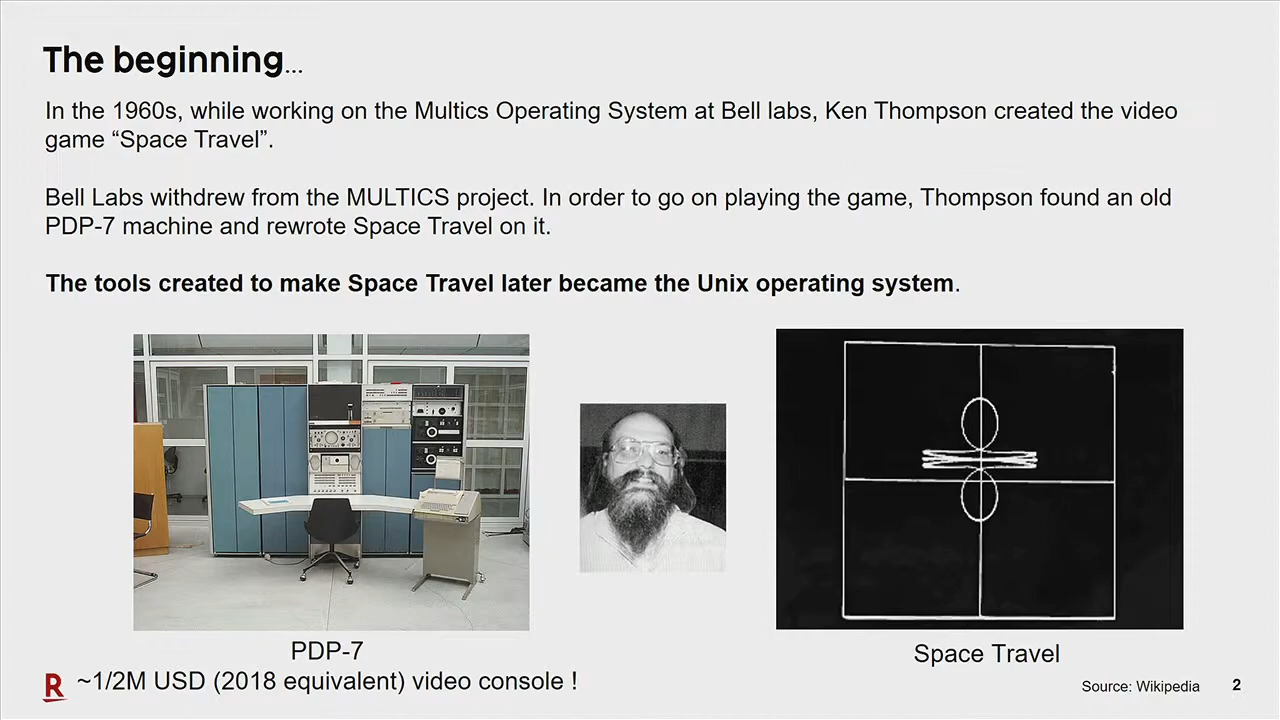 The beginning...
In the 1960s, while working on the Multics Operating System at Bell labs, Ken Thompson created the video
game “Space Travel”.
Bell Labs withdrew from the MULTICS project. In order to go on playing the game, Thompson found an old
PDP-7 machine and rewrote Space Travel on it.
The tools created to make Space Travel later became the Unix operating system.
PDP-7
Space Travel
R ~1/2M USD (2018 equivalent) video console !
Source: Wikipedia 2